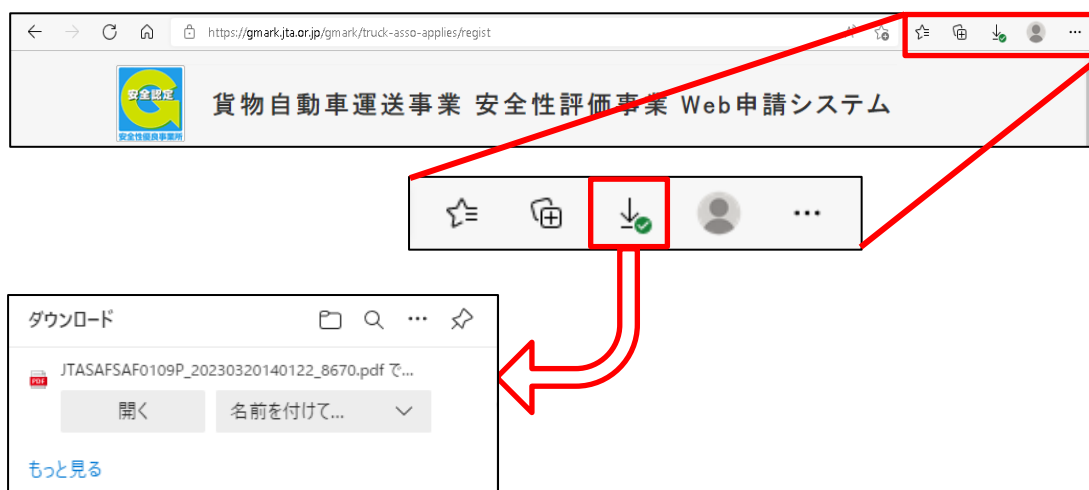 https://gmark.jta.or.jp/gmark/truck-asso-applies/regist
安全認定
G
安全性優良事業所
貨物自動車運送事業 安全性評価事業 Web申請システム
ダウンロード
PDF
JTASAFSAF0109P_20230320140122_8670.pdf で...
開く
名前を付けて...
もっと見る